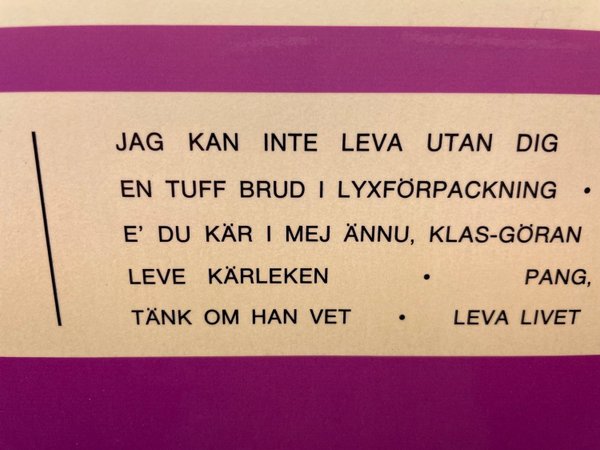 JAG KAN INTE LEVA UTAN DIG
EN TUFF BRUD I LYXFÖRPACKNING •
E' DU KÄR I MEJ ÄNNU, KLAS-GÖRAN
LEVE KÄRLEKEN • PANG,
TÄNK OM HAN VET • LEVA LIVET